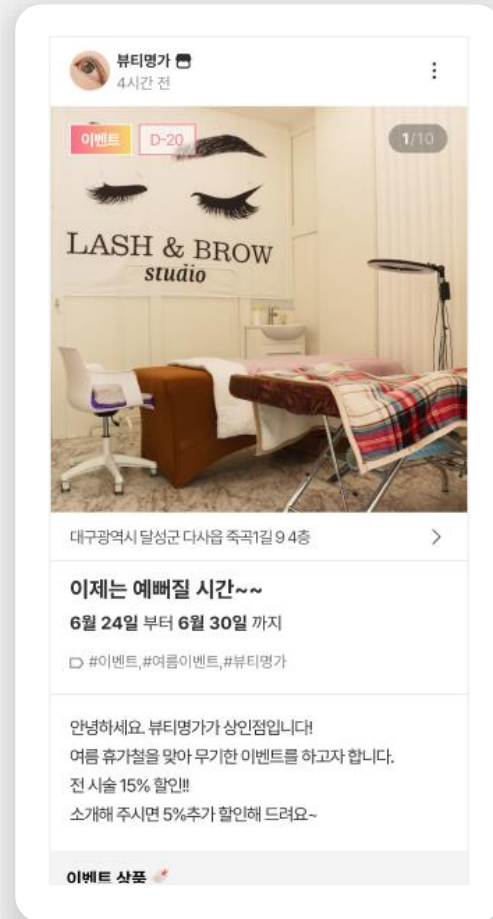 뷰티명가
4시간 전
이벤트 D-20 1/10
LASH & BROW
studio
대구광역시 달성군 다사읍 죽곡1길 9 4층
이제는 예뻐질 시간~~
6월 24일 부터 6월 30일 까지
#이벤트,#여름이벤트,#뷰티명가
안녕하세요. 뷰티명가가 상인점입니다!
여름 휴가철을 맞아 무기한 이벤트를 하고자 합니다.
전 시술 15% 할인!!
소개해 주시면 5%추가 할인해 드려요~
이벤트 상품